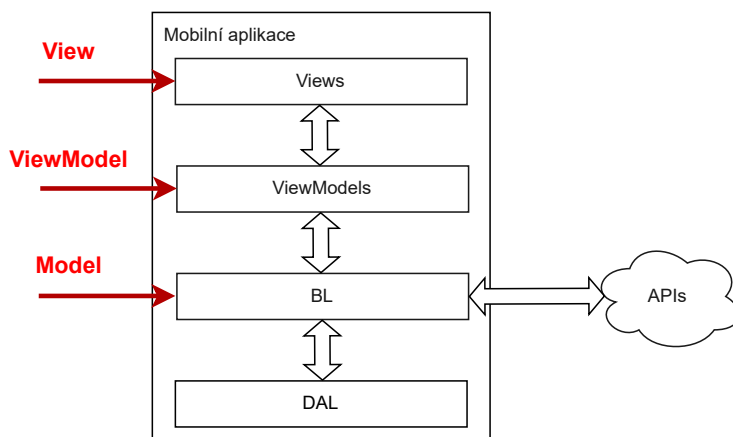 Mobilní aplikace
View
Views
ViewModel
ViewModels
Model
BL
APIs
DAL